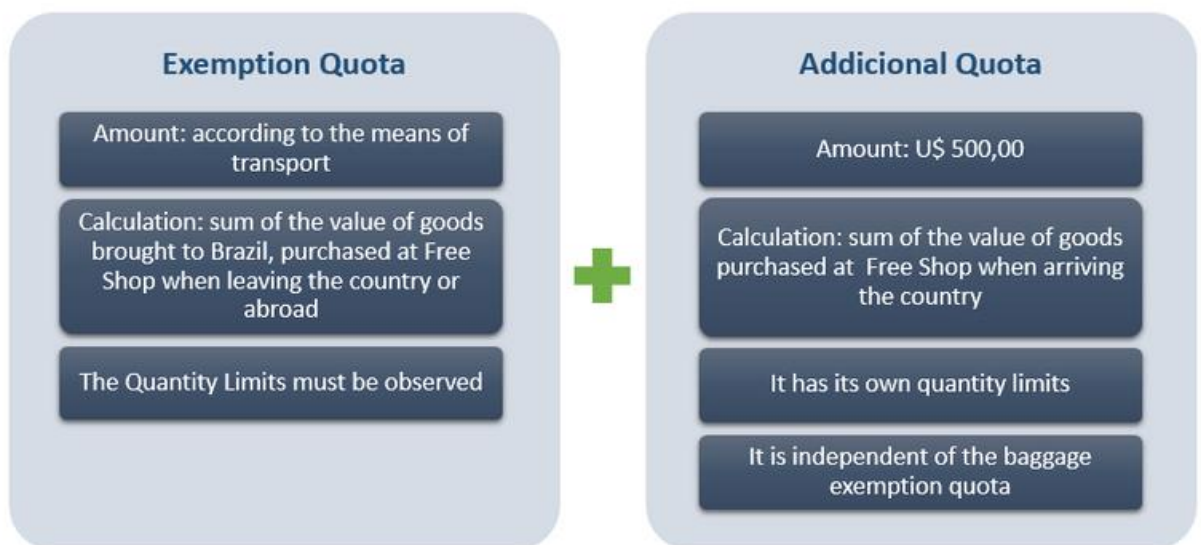 Exemption Quota
Amount: according to the means of
transport
Calculation: sum of the value of goods
brought to Brazil, purchased at Free
Shop when leaving the country or
abroad
The Quantity Limits must be observed
Addicional Quota
Amount: U$ 500,00
Calculation: sum of the value of goods
purchased at Free Shop when arriving
the country
It has its own quantity limits
It is independent of the baggage
exemption quota